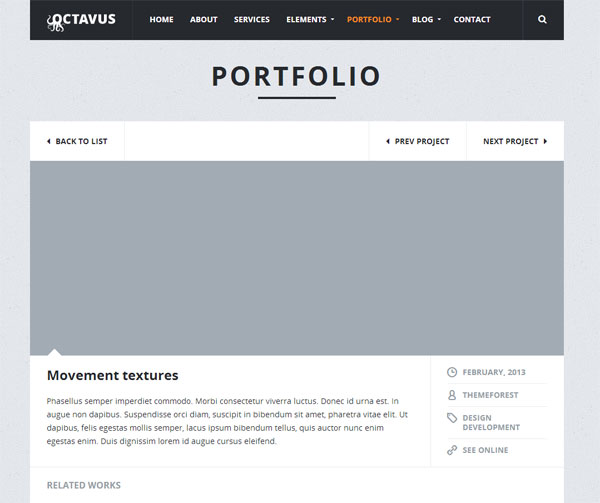 OCTAVUS HOME ABOUT SERVICES ELEMENTS PORTFOLIO BLOG CONTACT
PORTFOLIO
BACK TO LIST PREV PROJECT NEXT PROJECT
Movement textures
Phasellus semper imperdiet commodo. Morbi consectetur viverra luctus. Donec id urna est. In
augue non dapibus. Suspendisse orci diam, suscipit in bibendum sit amet, pharetra vitae elit. Ut
dapibus, felis egestas mollis semper, lacus ipsum bibendum tellus, quis auctor nunc enim
egestas enim. Duis dignissim lorem id augue cursus eleifend.
FEBRUARY, 2013
THEMEFOREST
DESIGN
DEVELOPMENT
SEE ONLINE
RELATED WORKS